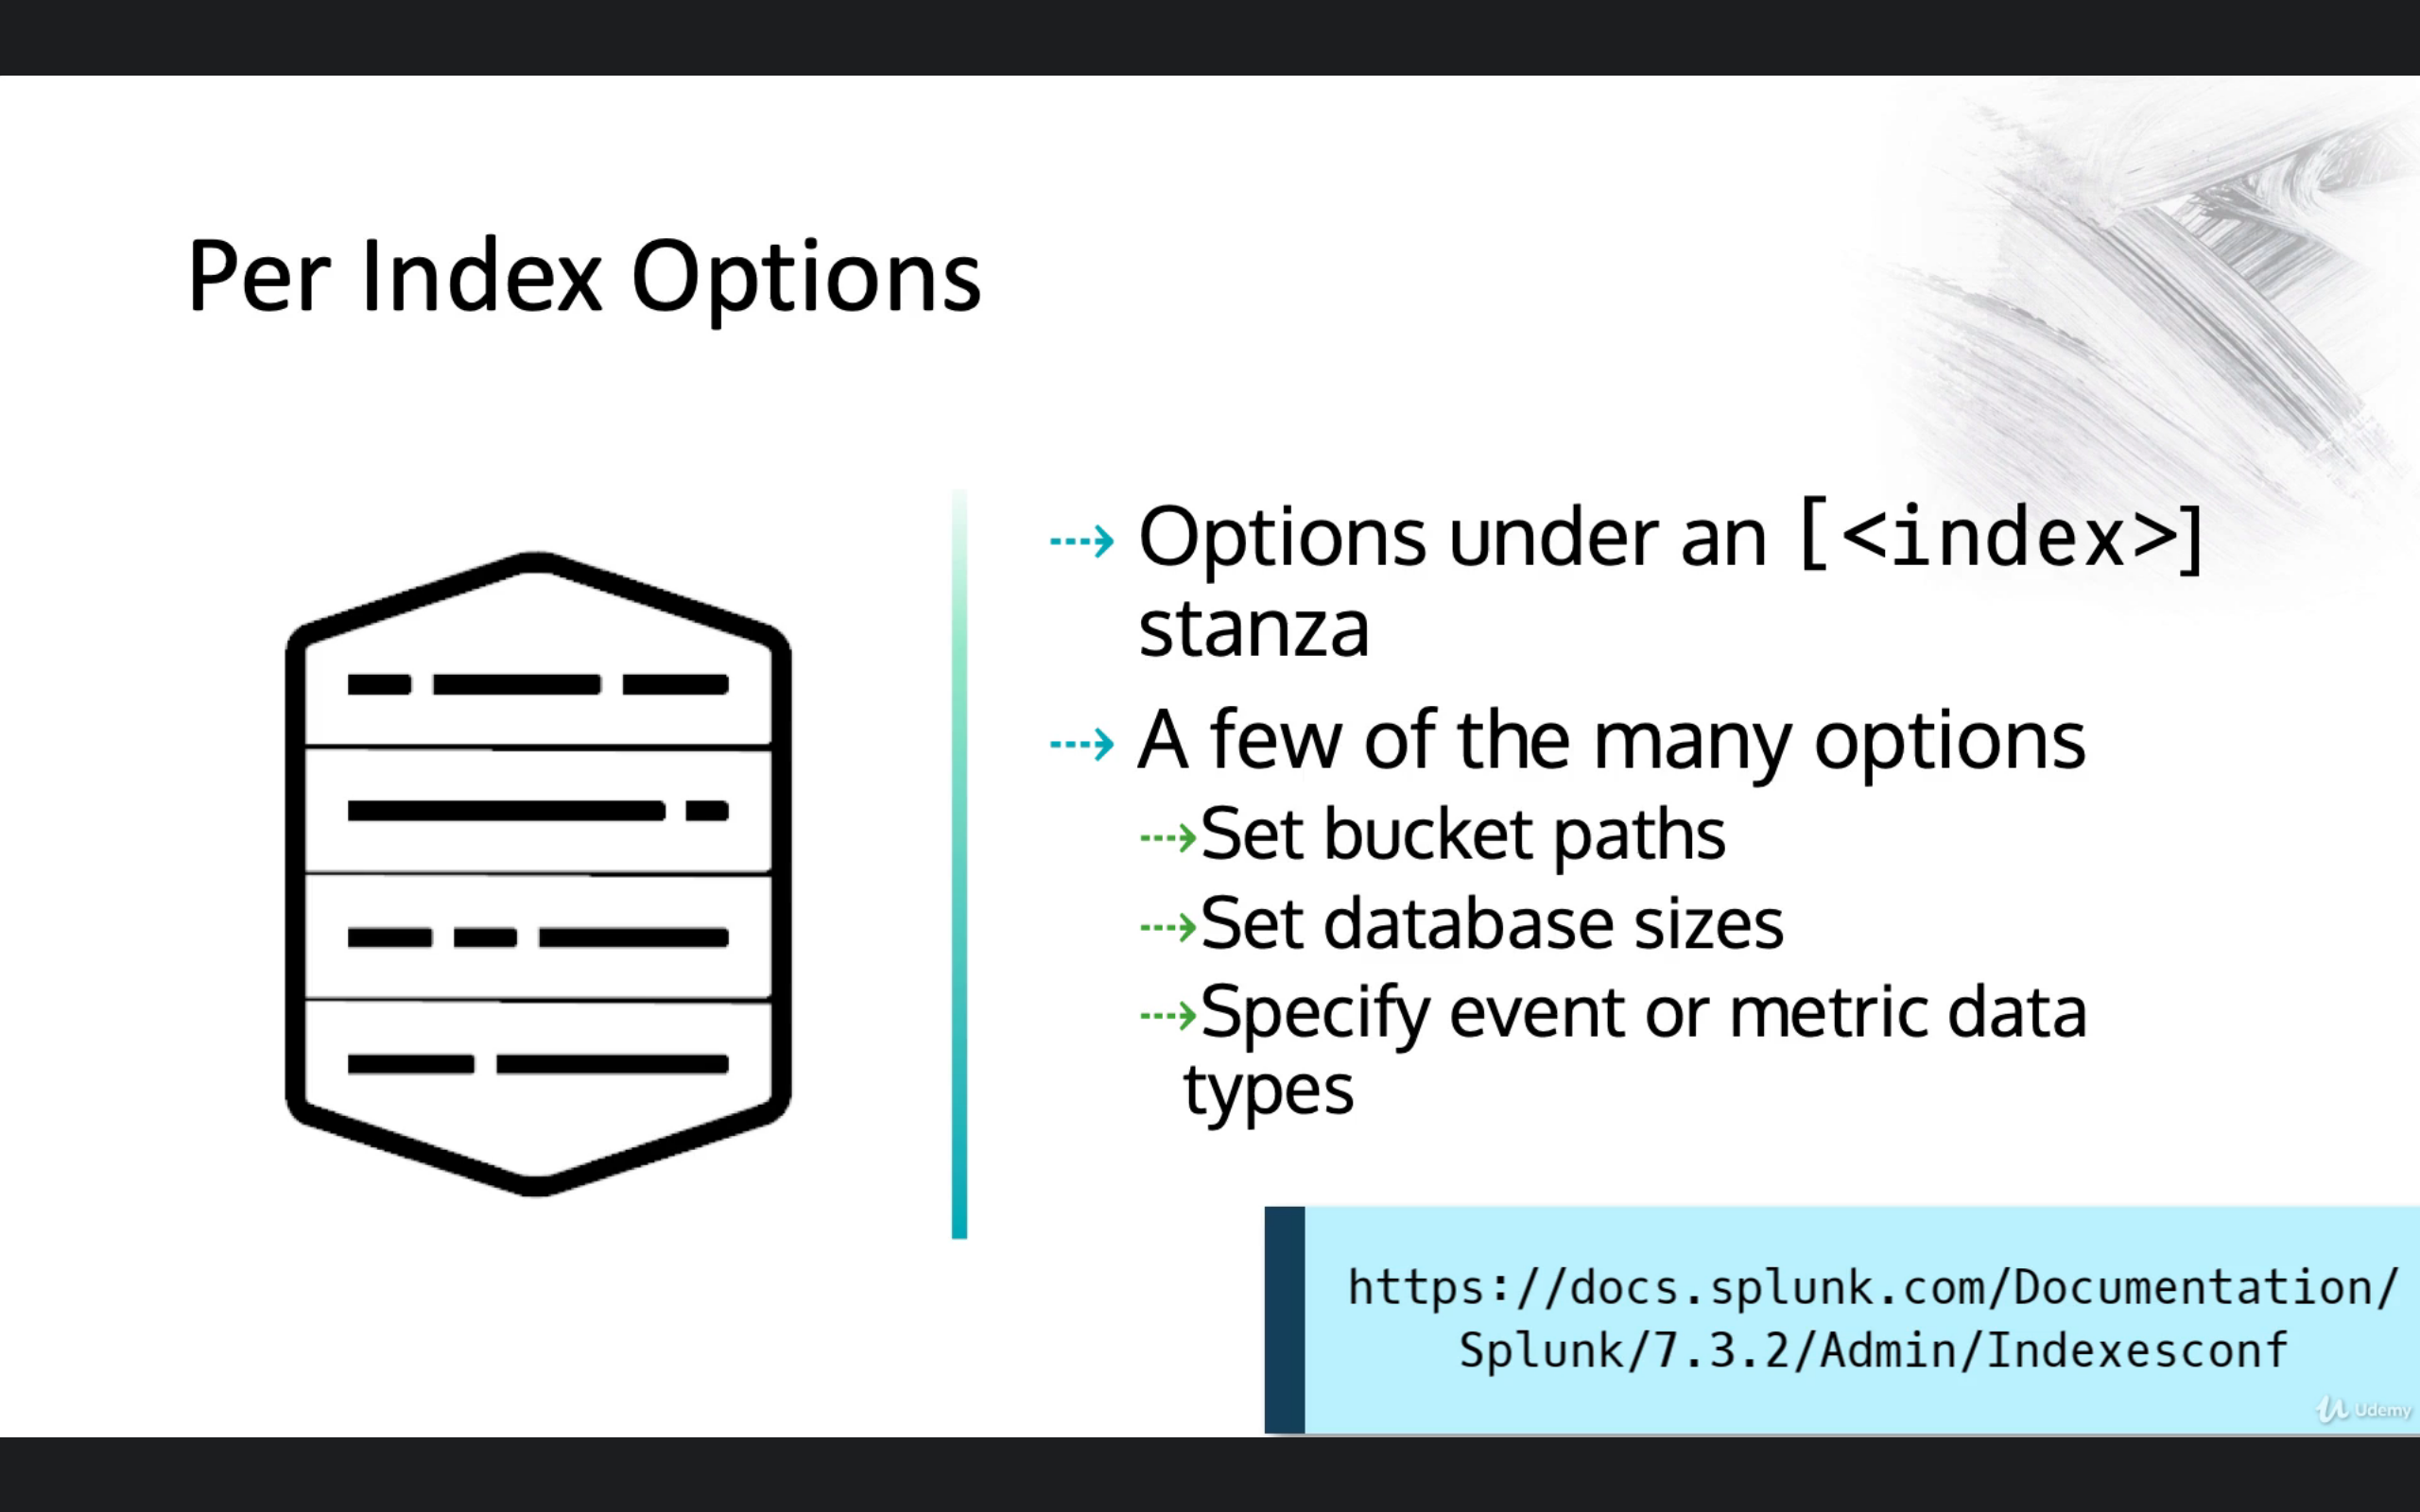 Per Index Options
Options under an [<index>]
stanza
A few of the many options
Set bucket paths
Set database sizes
Specify event or metric data
types
https://docs.splunk.com/Documentation/
Splunk/7.3.2/Admin/Indexesconf
Udemy